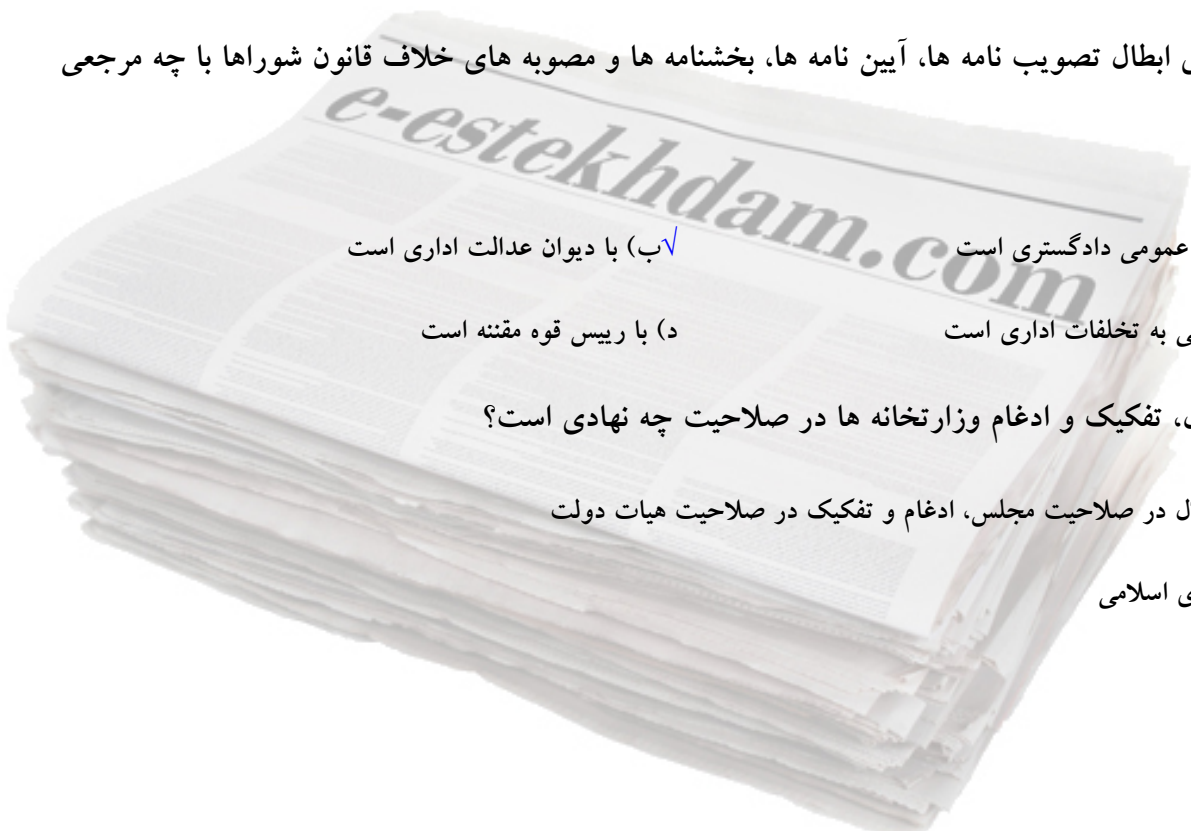 ابطال تصویب نامه ها، آیین نامه ها، بخشنامه ها و مصوبه های خلاف قانون شوراها با چه مرجعی
e-estekhdam.com
عمومی دادگستری است
√ب) با دیوان عدالت اداری است
به تخلفات اداری است
د) با رییس قوه مقننه است
، تفکیک و ادغام وزارتخانه ها در صلاحیت چه نهادی است؟
در صلاحیت مجلس، ادغام و تفکیک در صلاحیت هیات دولت
اسلامی